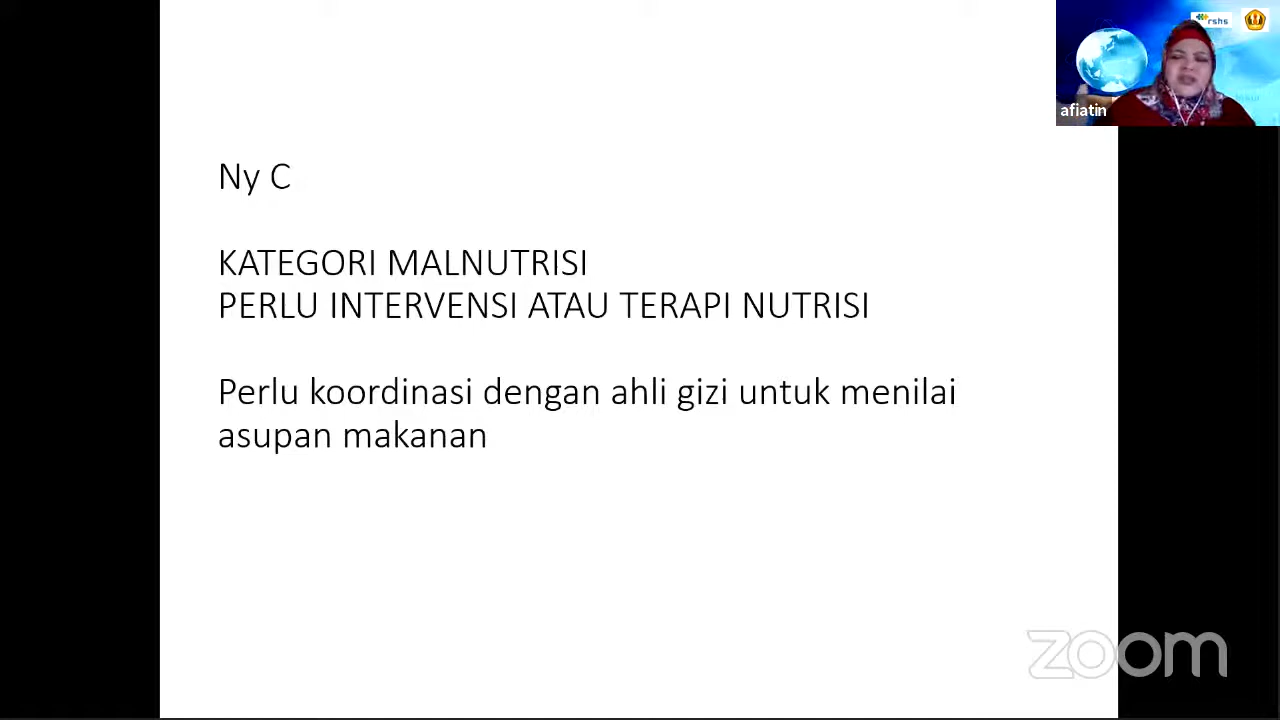 rshs
afiatin
Ny C
KATEGORI MALNUTRISI
PERLU INTERVENSI ATAU TERAPI NUTRISI
Perlu koordinasi dengan ahli gizi untuk menilai
asupan makanan
zoom